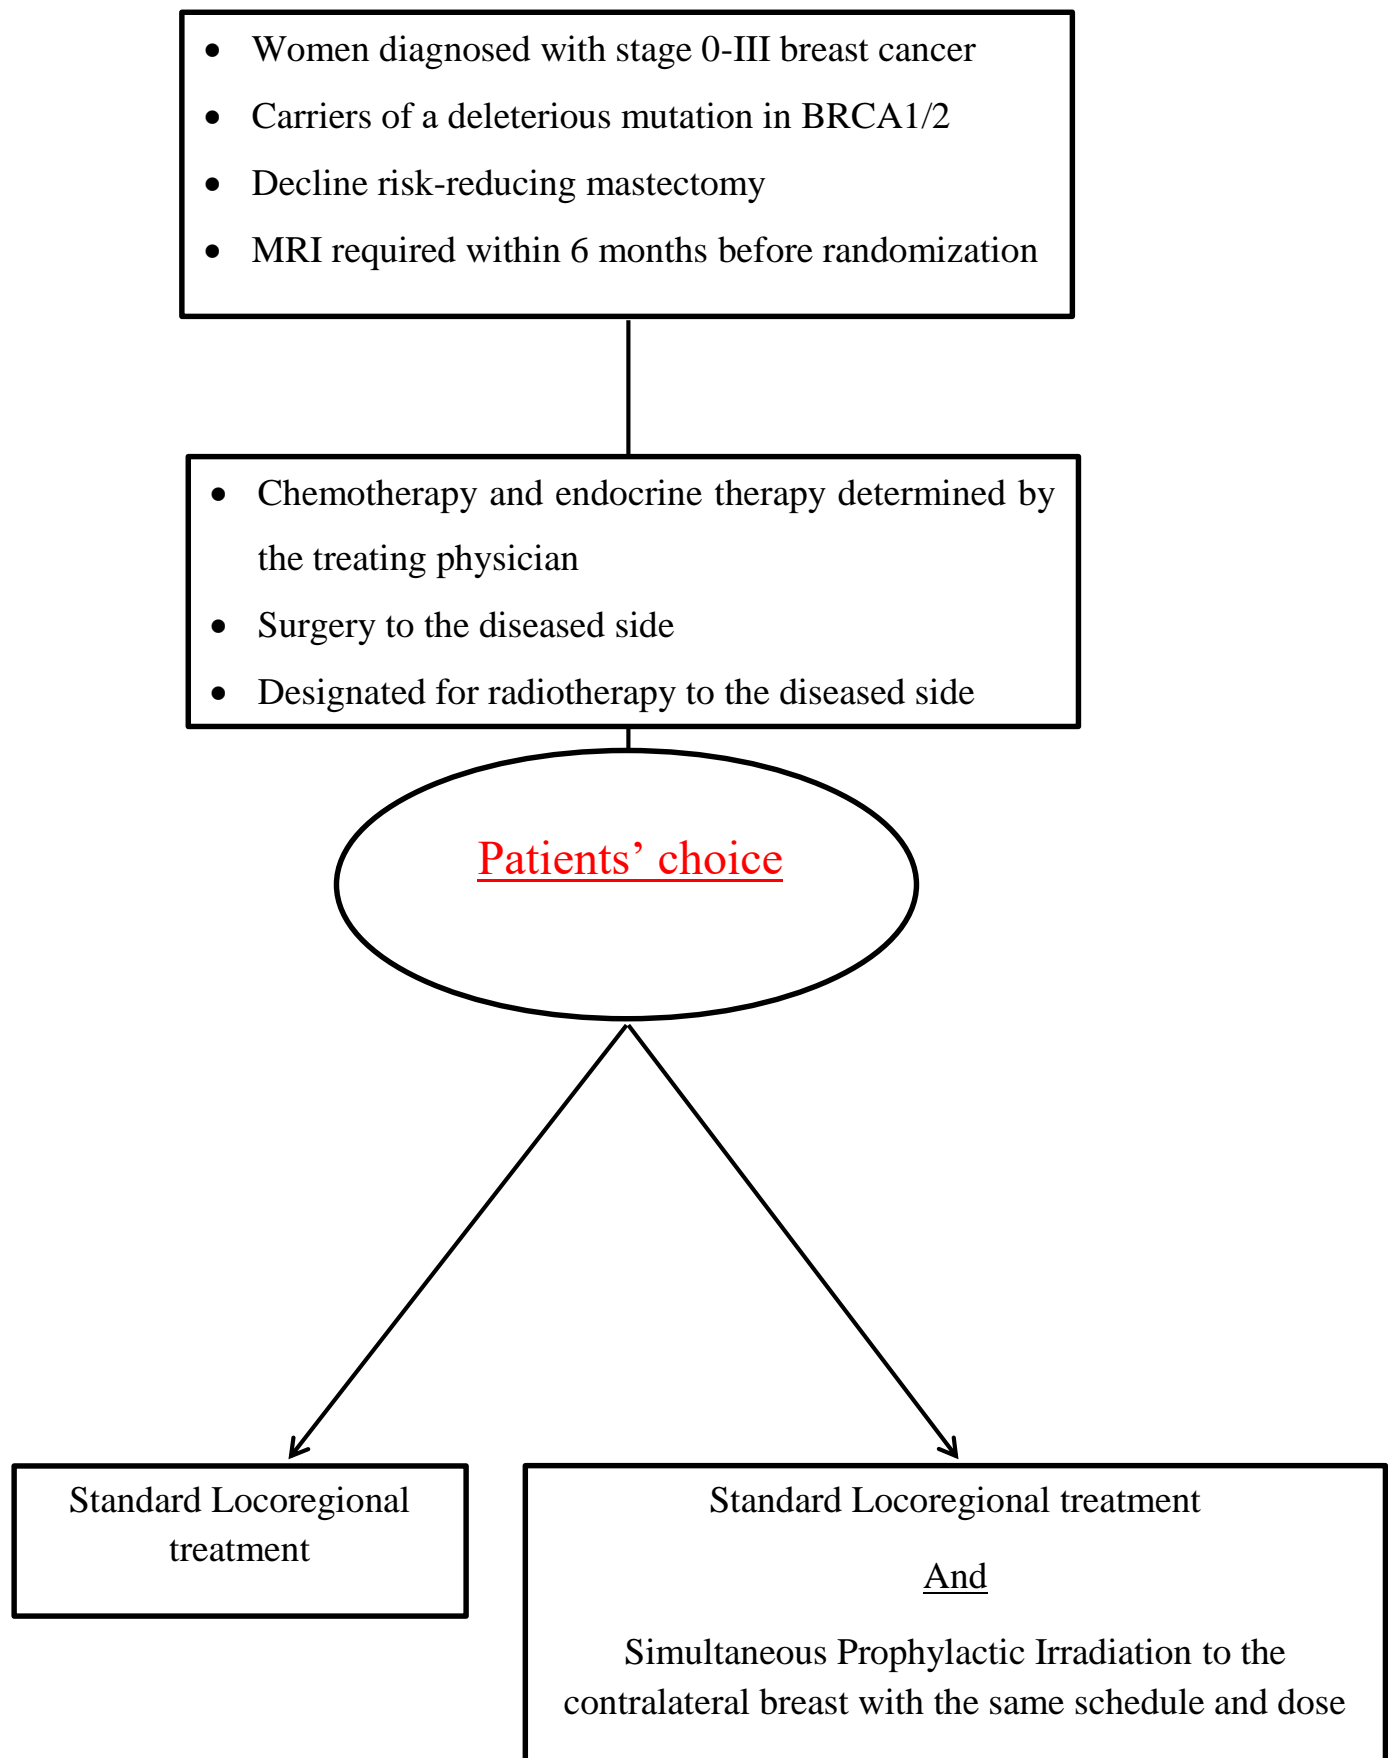 • Women diagnosed with stage 0-III breast cancer
• Carriers of a deleterious mutation in BRCA1/2
• Decline risk-reducing mastectomy
• MRI required within 6 months before randomization
• Chemotherapy and endocrine therapy determined by
the treating physician
• Surgery to the diseased side
• Designated for radiotherapy to the diseased side
Patients’ choice
Standard Locoregional
treatment
Standard Locoregional treatment
And
Simultaneous Prophylactic Irradiation to the
contralateral breast with the same schedule and dose